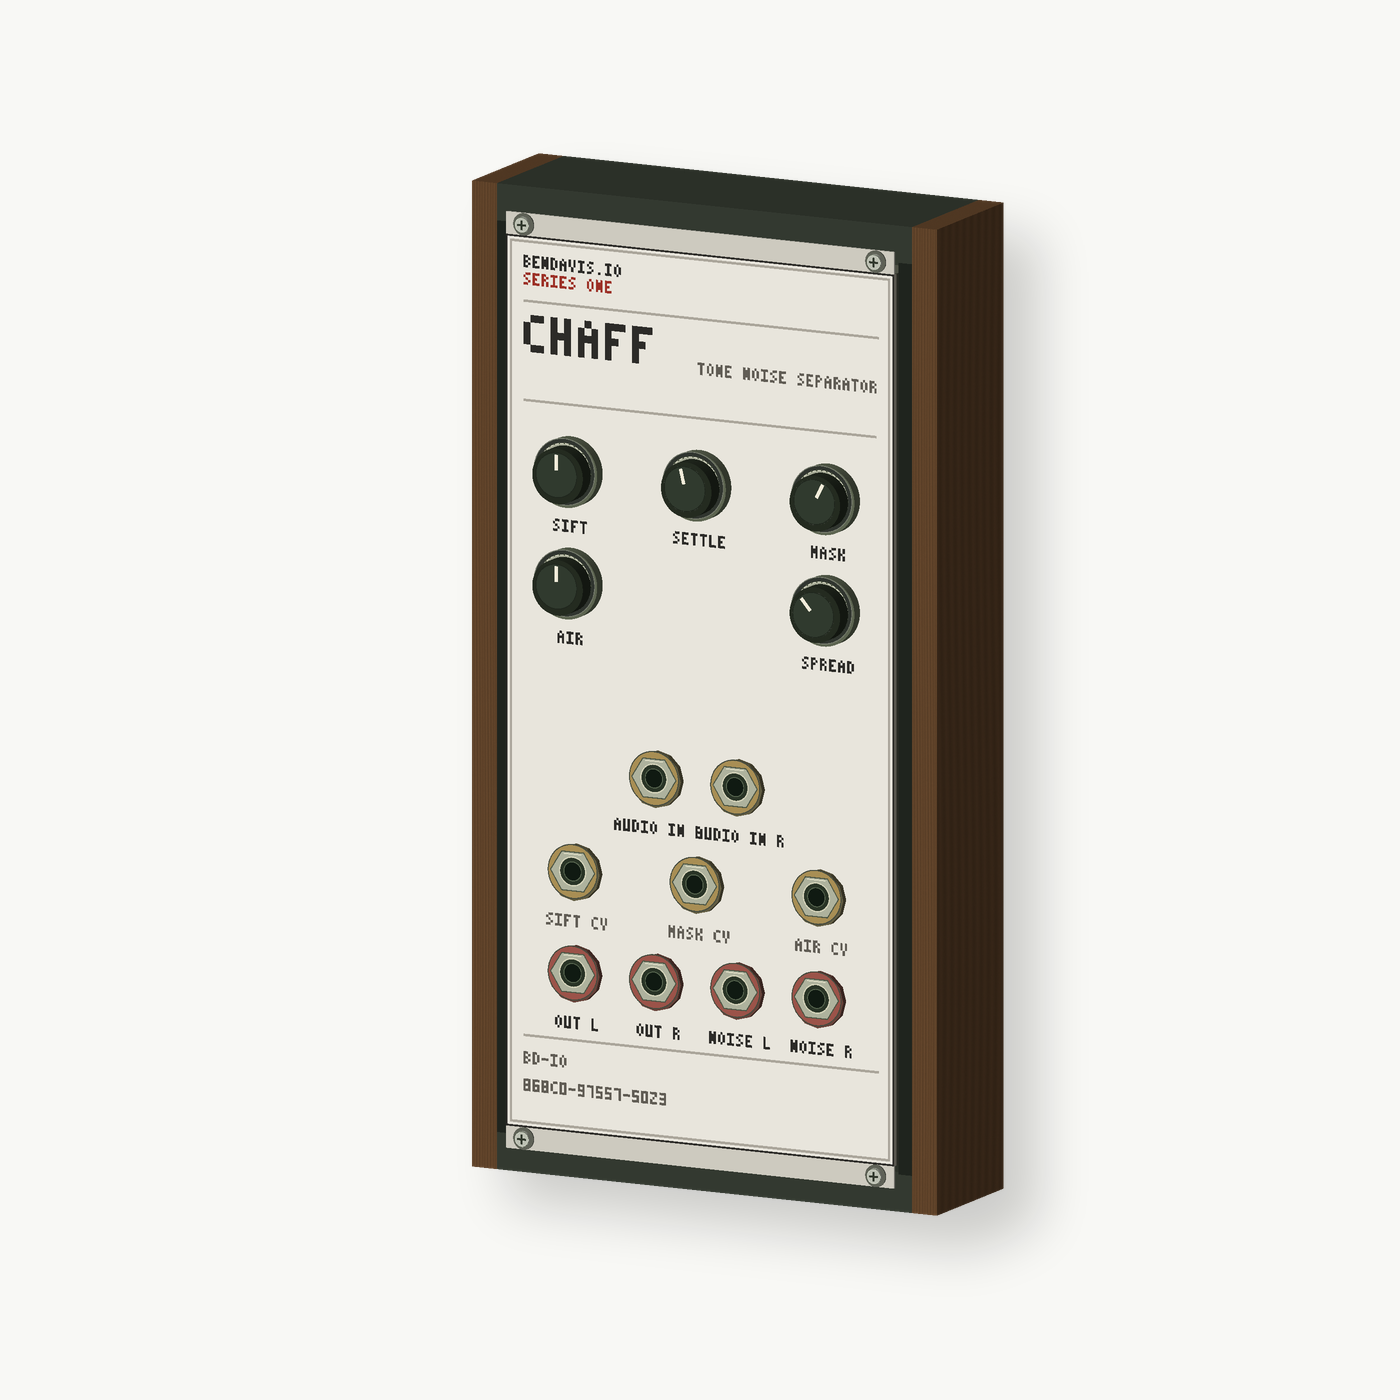 BENDAVIS.IO
SERIES ONE
CHAFF
TONE NOISE SEPARATOR
SIFT
SETTLE
MASK
AIR
SPREAD
AUDIO IN BUDIO IN R
SIFT CV
MASK CV
AIR CV
OUT L
OUT R
NOISE L
NOISE R
BD-IO
868CD-97557-5023